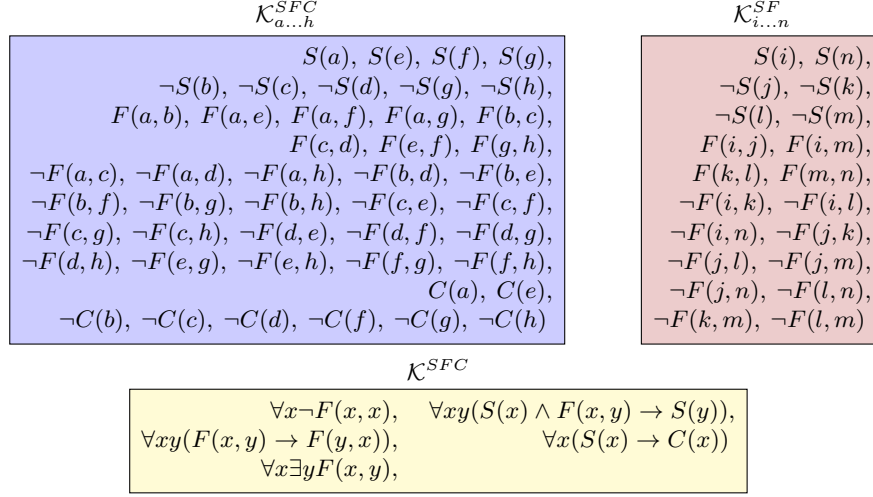 𝒦^{SFC}_{a...h}
S(a), S(e), S(f), S(g),
¬S(b), ¬S(c), ¬S(d), ¬S(g), ¬S(h),
F(a, b), F(a, e), F(a, f), F(a, g), F(b, c),
F(c, d), F(e, f), F(g, h),
¬F(a, c), ¬F(a, d), ¬F(a, h), ¬F(b, d), ¬F(b, e),
¬F(b, f), ¬F(b, g), ¬F(b, h), ¬F(c, e), ¬F(c, f),
¬F(c, g), ¬F(c, h), ¬F(d, e), ¬F(d, f), ¬F(d, g),
¬F(d, h), ¬F(e, g), ¬F(e, h), ¬F(f, g), ¬F(f, h),
C(a), C(e),
¬C(b), ¬C(c), ¬C(d), ¬C(f), ¬C(g), ¬C(h)
𝒦^{SF}_{i...n}
S(i), S(n),
¬S(j), ¬S(k),
¬S(l), ¬S(m),
F(i, j), F(i, m),
F(k, l), F(m, n),
¬F(i, k), ¬F(i, l),
¬F(i, n), ¬F(j, k),
¬F(j, l), ¬F(j, m),
¬F(j, n), ¬F(l, n),
¬F(k, m), ¬F(l, m)
𝒦^{SFC}
∀x¬F(x, x), ∀xy(S(x) ∧ F(x, y) → S(y)),
∀xy(F(x, y) → F(y, x)), ∀x(S(x) → C(x))
∀x∃yF(x, y),